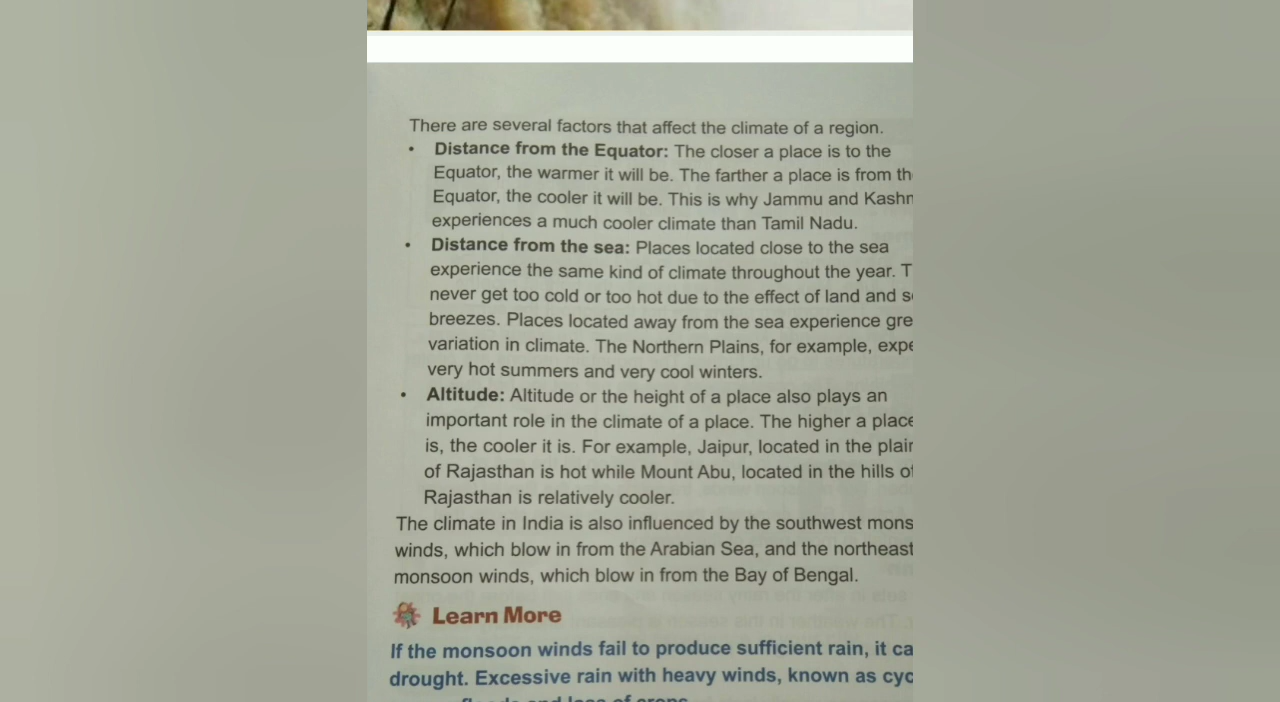 There are several factors that affect the climate of a region.
• Distance from the Equator: The closer a place is to the
Equator, the warmer it will be. The farther a place is from th
Equator, the cooler it will be. This is why Jammu and Kashm
experiences a much cooler climate than Tamil Nadu.
• Distance from the sea: Places located close to the sea
experience the same kind of climate throughout the year. T
never get too cold or too hot due to the effect of land and s
breezes. Places located away from the sea experience gre
variation in climate. The Northern Plains, for example, expe
very hot summers and very cool winters.
• Altitude: Altitude or the height of a place also plays an
important role in the climate of a place. The higher a place
is, the cooler it is. For example, Jaipur, located in the plain
of Rajasthan is hot while Mount Abu, located in the hills of
Rajasthan is relatively cooler.
The climate in India is also influenced by the southwest mons
winds, which blow in from the Arabian Sea, and the northeast
monsoon winds, which blow in from the Bay of Bengal.
Learn More
If the monsoon winds fail to produce sufficient rain, it ca
drought. Excessive rain with heavy winds, known as cyc
floods and loss of crops